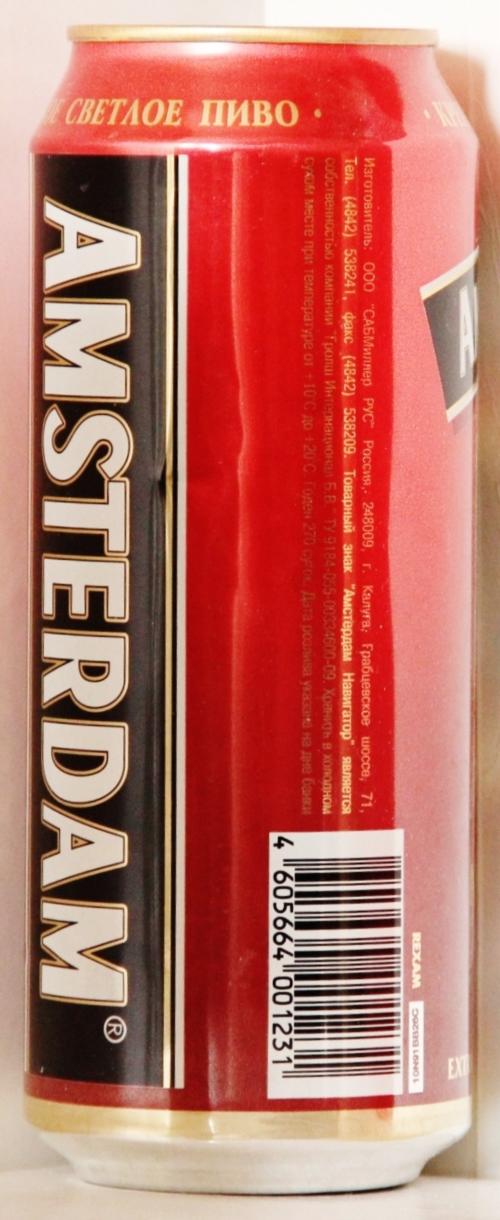 СВЕТЛОЕ ПИВО ·
AMSTERDAM®
Изготовитель: ООО "САБМиллер РУС" Россия, 248009, г. Калуга, Грабцевское шоссе, 71,
Тел. (4842) 538241, факс (4842) 538209. Товарный знак "Амстердам Навигатор" является
собственностью компании "Гролш Интернационал Б.В." ТУ 9184-055-00334600-09. Хранить в холодном
сухом месте при температуре от +10°С до +20°С. Годен 270 суток. Дата розлива указана на дне банки
4 605664 001231
REXAM